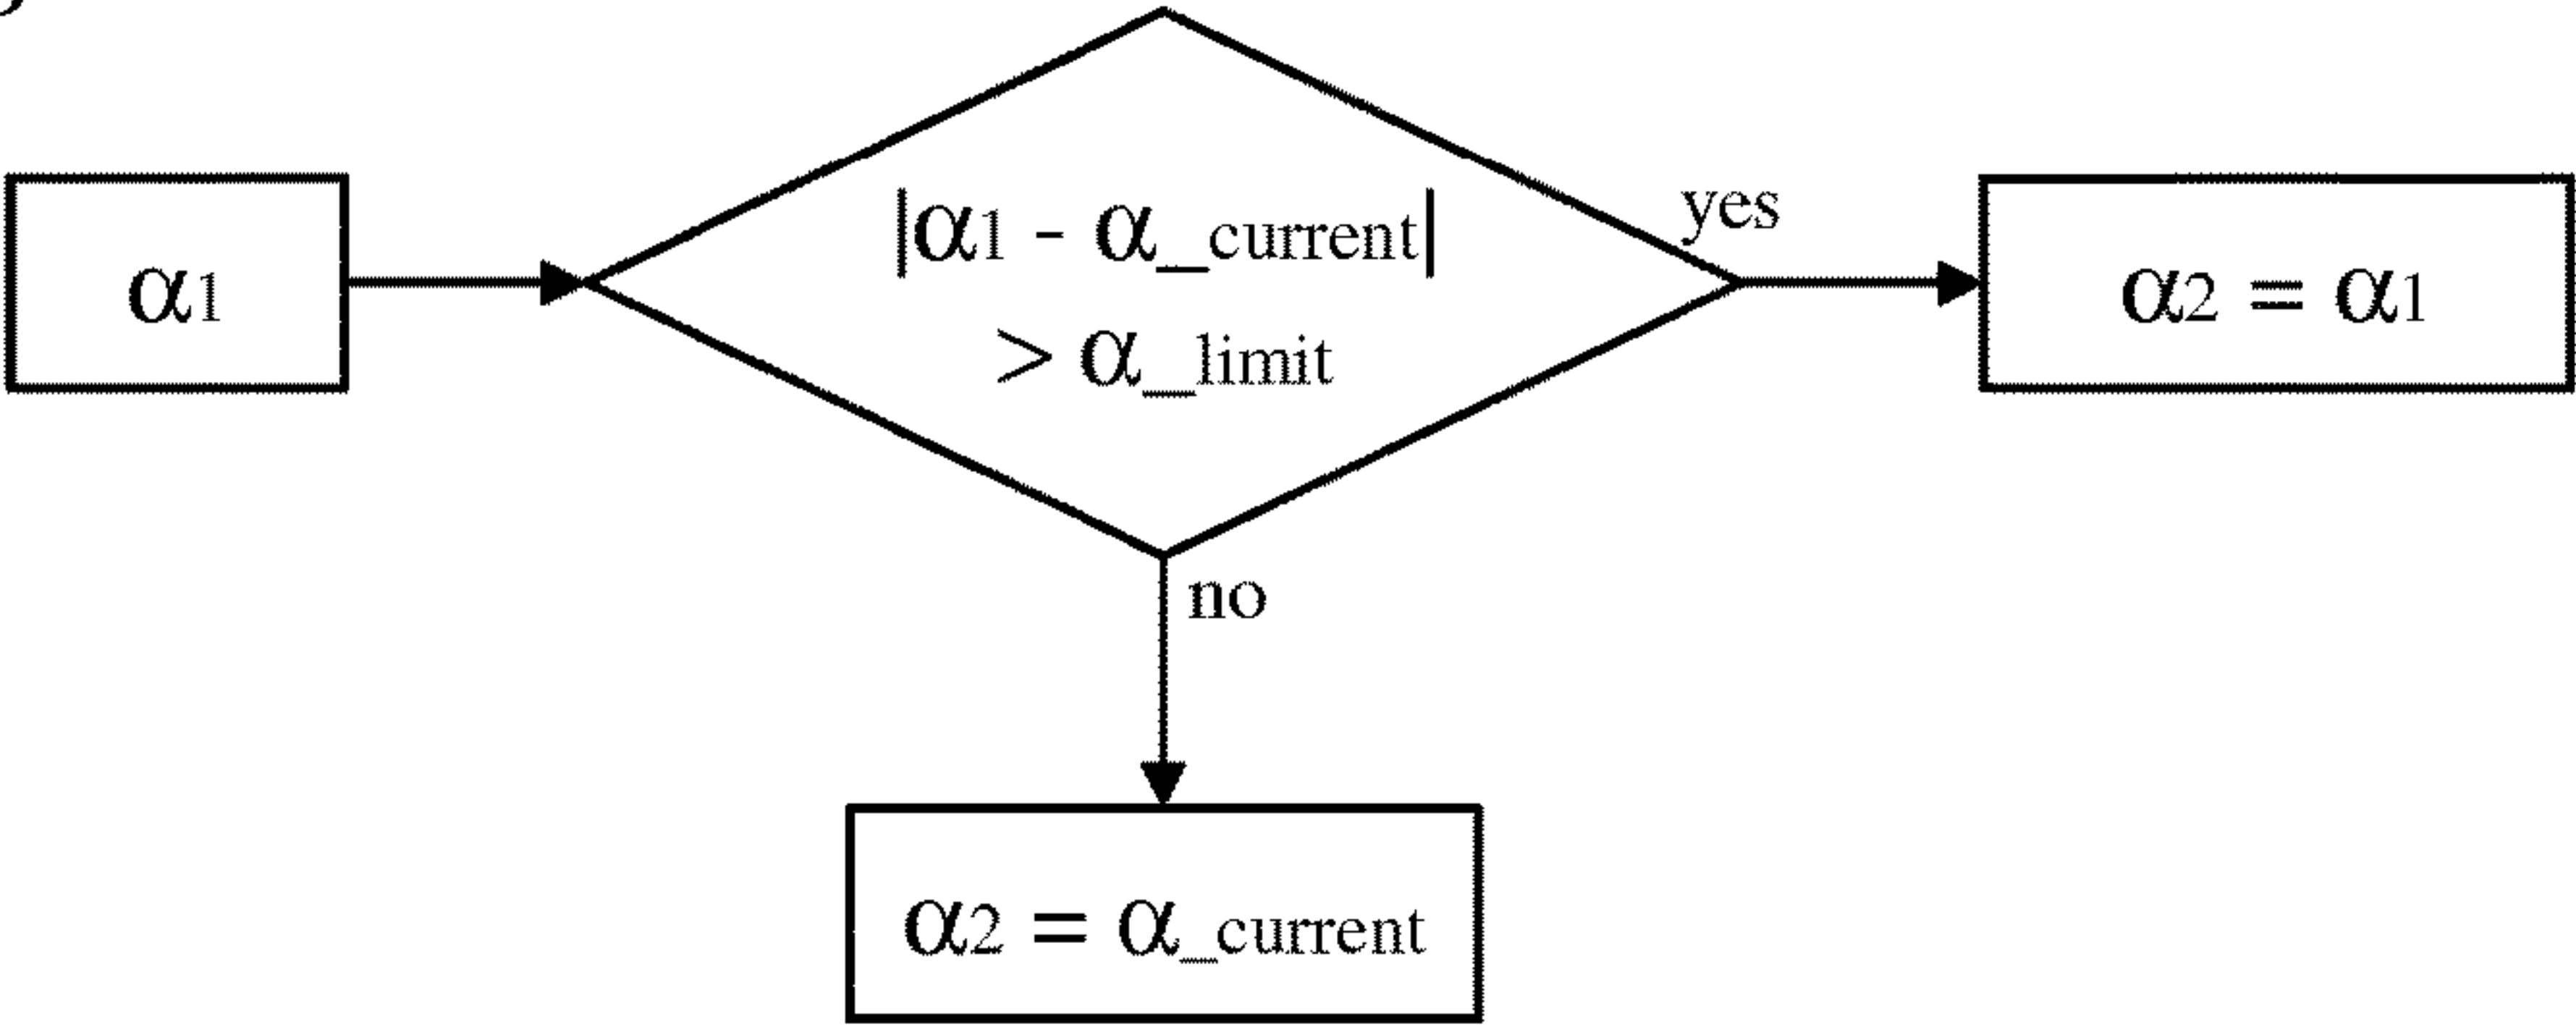 α1
|α1 - α_current|
> α_limit
yes
α2 = α1
no
α2 = α_current